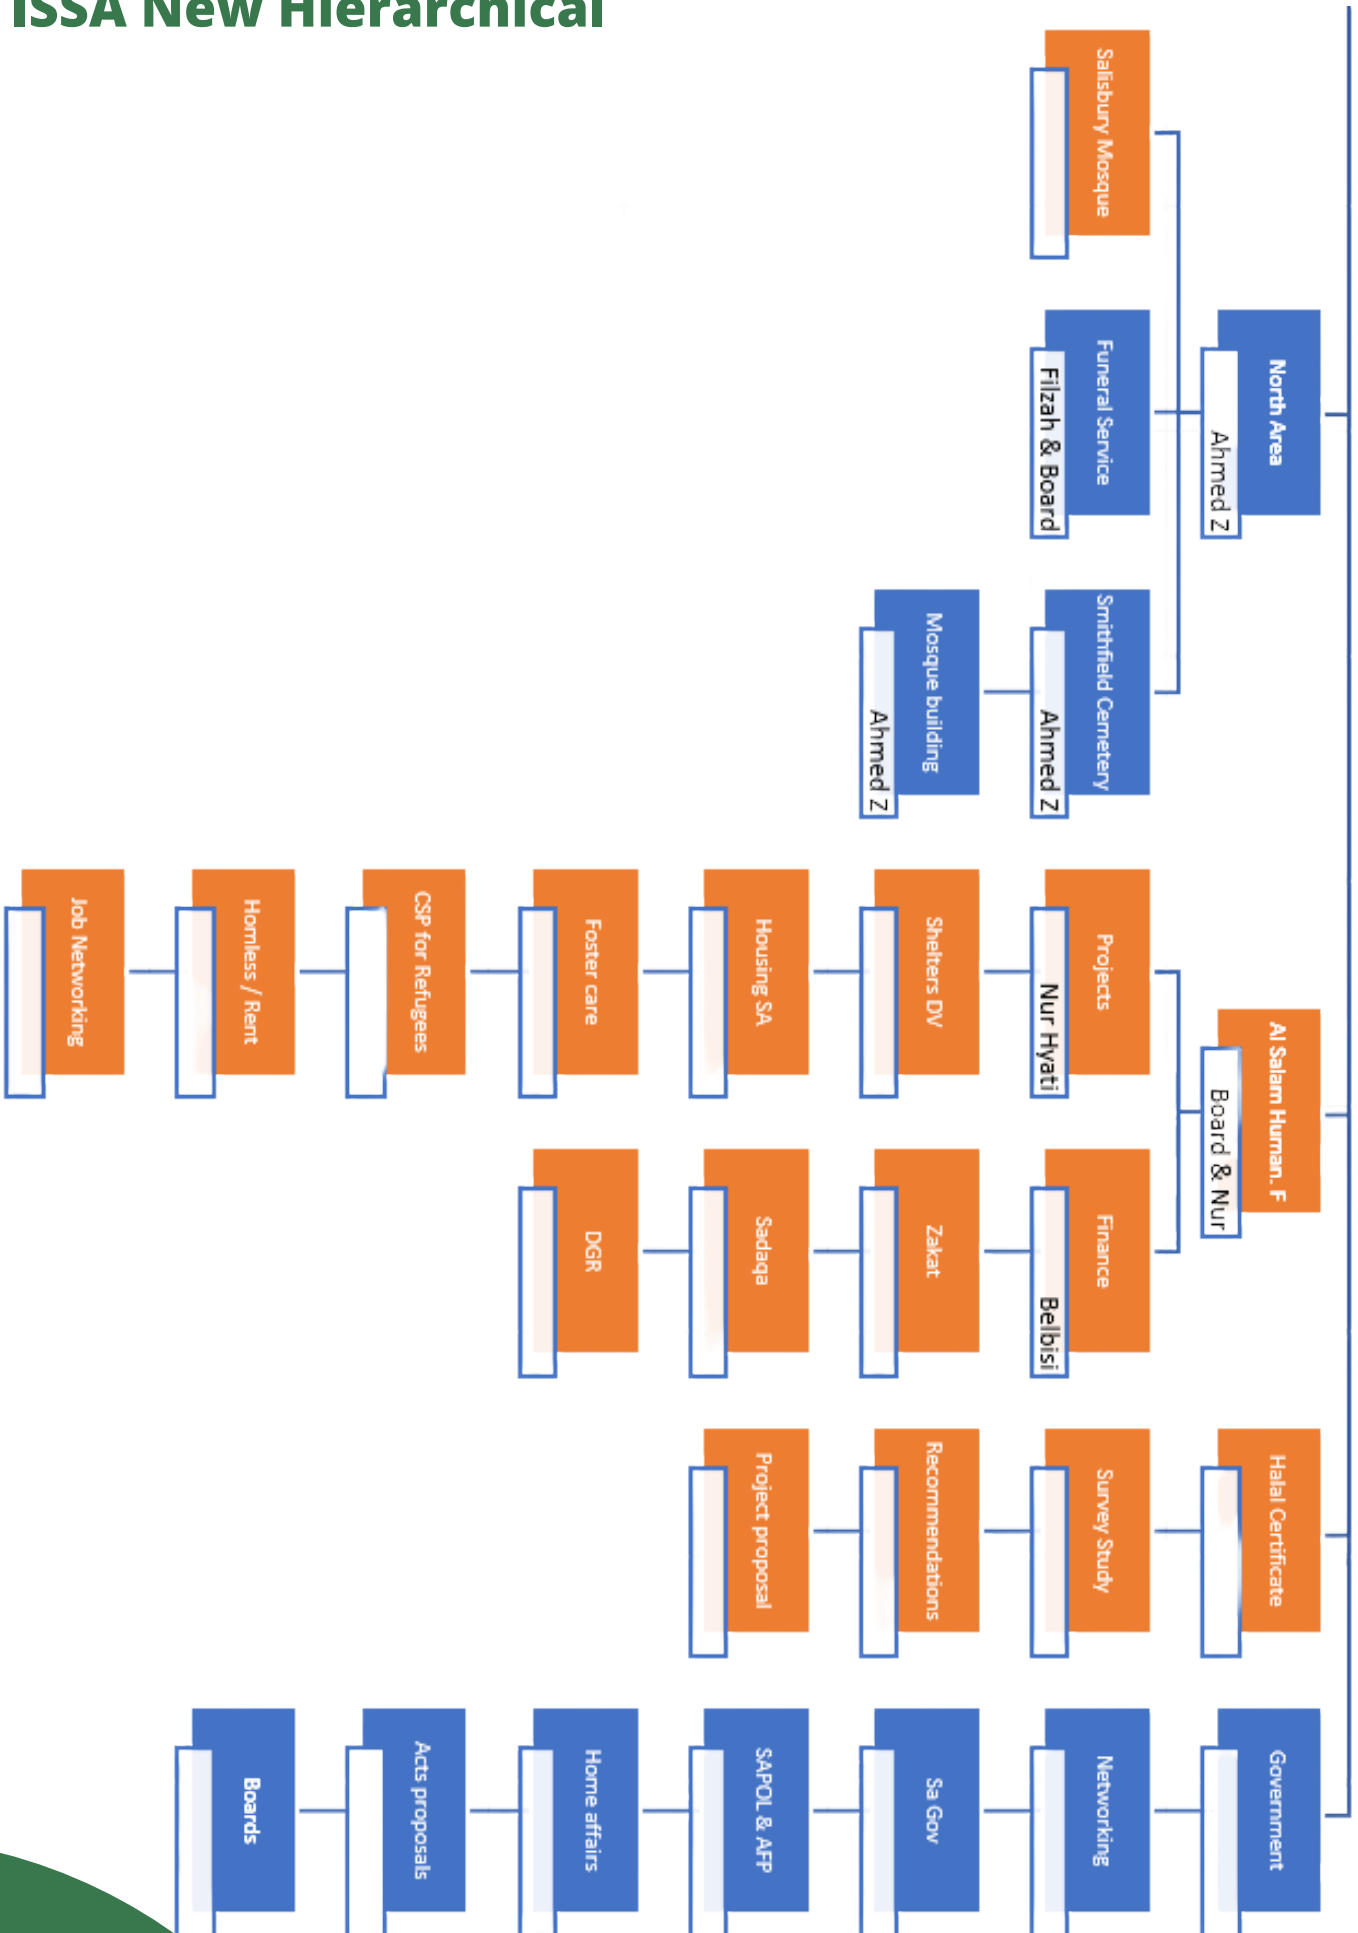 ISSA New Hierarchical
North Area
Ahmed Z
Salisbury Mosque
Funeral Service
Filzah & Board
Smithfield Cemetery
Ahmed Z
Mosque building
Ahmed Z
Al Salam Human. F
Board & Nur
Projects
Nur Hyati
Shelters DV
Housing SA
Foster care
CSP for Refugees
Homless / Rent
Job Networking
Finance
Belbisi
Zakat
Sadaqa
DGR
Halal Certificate
Survey Study
Recommendations
Project proposal
Government
Networking
Sa Gov
SAPOL & AFP
Home affairs
Acts proposals
Boards